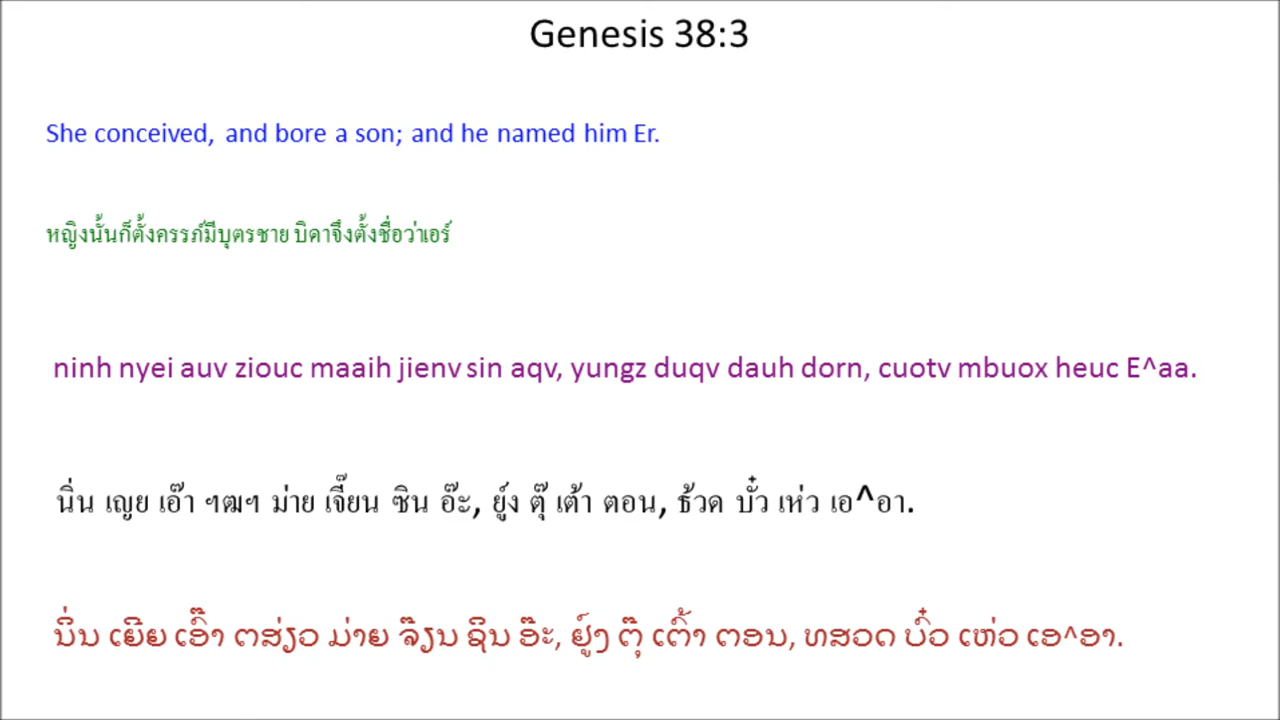 Genesis 38:3
She conceived, and bore a son; and he named him Er.
หญิงนั้นก็ตั้งครรภ์มีบุตรชาย บิดาจึงตั้งชื่อว่าเอร์
ninh nyei auv ziouc maaih jienv sin aqv, yungz duqv dauh dorn, cuotv mbuox heuc E^aa.
นิ่น เญย เอ๊า ฯฒฯ ม่าย เจี๊ยน ซิน อ๊ะ, ยู์ง ตุ๊ เต้า ตอน, ธ้วด บั๋ว เห่ว เอ^อา.
ນິ່ນ ເຍີຍ ເອົ໊າ ຕສ່ຽວ ມ່າຍ ຈ໊ຽນ ຊິນ อ໊ະ, ຢູ໌ງ ຕຸ໊ ເຕົ້າ ຕອນ, ທສວດ ບົ໋ວ ເຫ່ວ ເອ^ອາ.